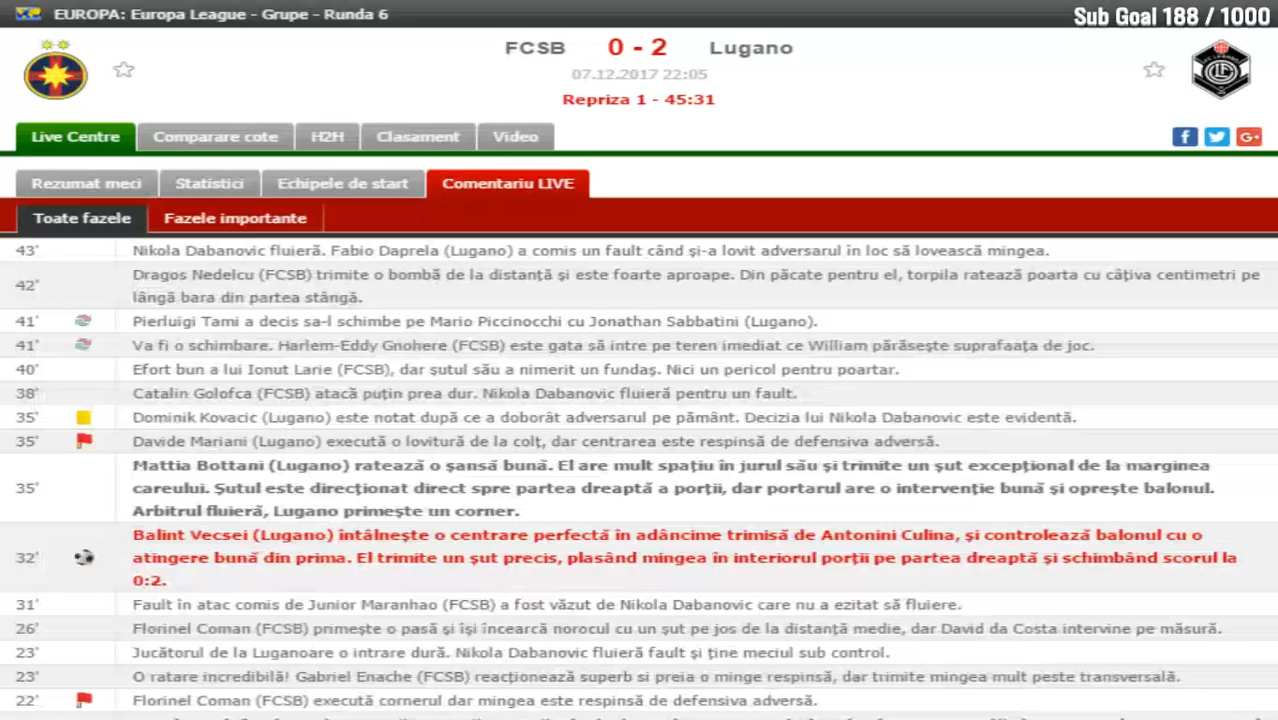 EUROPA: Europa League - Grupe - Runda 6
Sub Goal 188 / 1000
FCSB 0 - 2 Lugano
07.12.2017 22:05
Repriza 1 - 45:31
Live Centre Comparare cote H2H Clasament Video
Rezumat meci Statistici Echipele de start Comentariu LIVE
Toate fazele Fazele importante
43' Nikola Dabanovic fluieră. Fabio Daprela (Lugano) a comis un fault când și-a lovit adversarul în loc să lovească mingea.
42' Dragos Nedelcu (FCSB) trimite o bombă de la distanță și este foarte aproape. Din păcate pentru el, torpila ratează poarta cu câțiva centimetri pe
lângă bara din partea stângă.
41' Pierluigi Tami a decis sa-l schimbe pe Mario Piccinocchi cu Jonathan Sabbatini (Lugano).
41' Va fi o schimbare. Harlem-Eddy Gnohere (FCSB) este gata să intre pe teren imediat ce William părăsește suprafaața de joc.
40' Efort bun a lui Ionut Larie (FCSB), dar șutul său a nimerit un fundaș. Nici un pericol pentru poartar.
38' Catalin Golofca (FCSB) atacă puțin prea dur. Nikola Dabanovic fluieră pentru un fault.
35' Dominik Kovacic (Lugano) este notat după ce a doborât adversarul pe pământ. Decizia lui Nikola Dabanovic este evidentă.
35' Davide Mariani (Lugano) execută o lovitură de la colț, dar centrarea este respinsă de defensiva adversă.
35' Mattia Bottani (Lugano) ratează o șansă bună. El are mult spațiu în jurul său și trimite un șut excepțional de la marginea
careului. Șutul este direcționat direct spre partea dreaptă a porții, dar portarul are o intervenție bună și oprește balonul.
Arbitrul fluieră, Lugano primește un corner.
32' Balint Vecsei (Lugano) întâlnește o centrare perfectă în adâncime trimisă de Antonini Culina, și controlează balonul cu o
atingere bună din prima. El trimite un șut precis, plasând mingea în interiorul porții pe partea dreaptă și schimbând scorul la
0:2.
31' Fault în atac comis de Junior Maranhao (FCSB) a fost văzut de Nikola Dabanovic care nu a ezitat să fluiere.
26' Florinel Coman (FCSB) primește o pasă și își încearcă norocul cu un șut pe jos de la distanță medie, dar David da Costa intervine pe măsură.
23' Jucătorul de la Luganoare o intrare dură. Nikola Dabanovic fluieră fault și ține meciul sub control.
23' O ratare incredibilă! Gabriel Enache (FCSB) reacționează superb si preia o minge respinsă, dar trimite mingea mult peste transversală.
22' Florinel Coman (FCSB) execută cornerul dar mingea este respinsă de defensiva adversă.